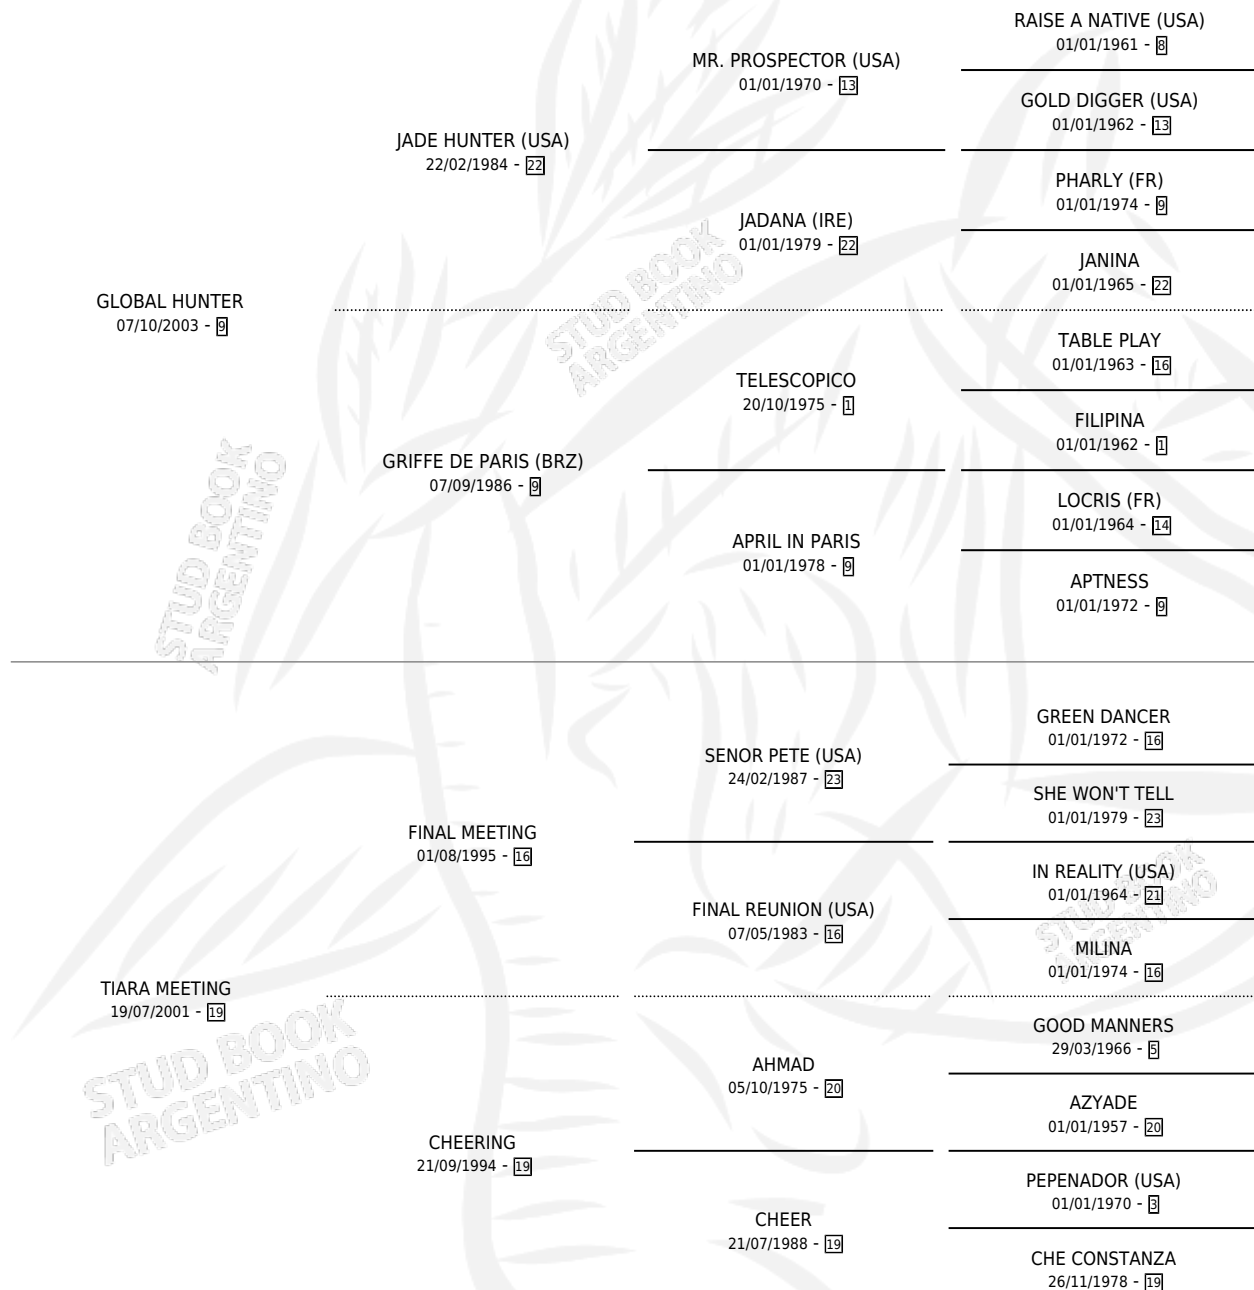 RAISE A NATIVE (USA)
01/01/1961 - 8
MR. PROSPECTOR (USA)
01/01/1970 - 13
GOLD DIGGER (USA)
01/01/1962 - 13
JADE HUNTER (USA)
22/02/1984 - 22
PHARLY (FR)
01/01/1974 - 9
JADANA (IRE)
01/01/1979 - 22
JANINA
01/01/1965 - 22
GLOBAL HUNTER
07/10/2003 - 9
TABLE PLAY
01/01/1963 - 16
TELESCOPICO
20/10/1975 - 1
FILIPINA
01/01/1962 - 1
GRIFFE DE PARIS (BRZ)
07/09/1986 - 9
LOCRIS (FR)
01/01/1964 - 14
APRIL IN PARIS
01/01/1978 - 9
APTNESS
01/01/1972 - 9
GREEN DANCER
01/01/1972 - 16
SENOR PETE (USA)
24/02/1987 - 23
SHE WON'T TELL
01/01/1979 - 23
FINAL MEETING
01/08/1995 - 16
IN REALITY (USA)
01/01/1964 - 21
FINAL REUNION (USA)
07/05/1983 - 16
MILINA
01/01/1974 - 16
TIARA MEETING
19/07/2001 - 19
GOOD MANNERS
29/03/1966 - 5
AHMAD
05/10/1975 - 20
AZYADE
01/01/1957 - 20
CHEERING
21/09/1994 - 19
PEPENADOR (USA)
01/01/1970 - 3
CHEER
21/07/1988 - 19
CHE CONSTANZA
26/11/1978 - 19
STUD BOOK
ARGENTINO
STUD BOOK
ARGENTINO
STUD BOOK
ARGENTINO
STUD BOOK
ARGENTINO